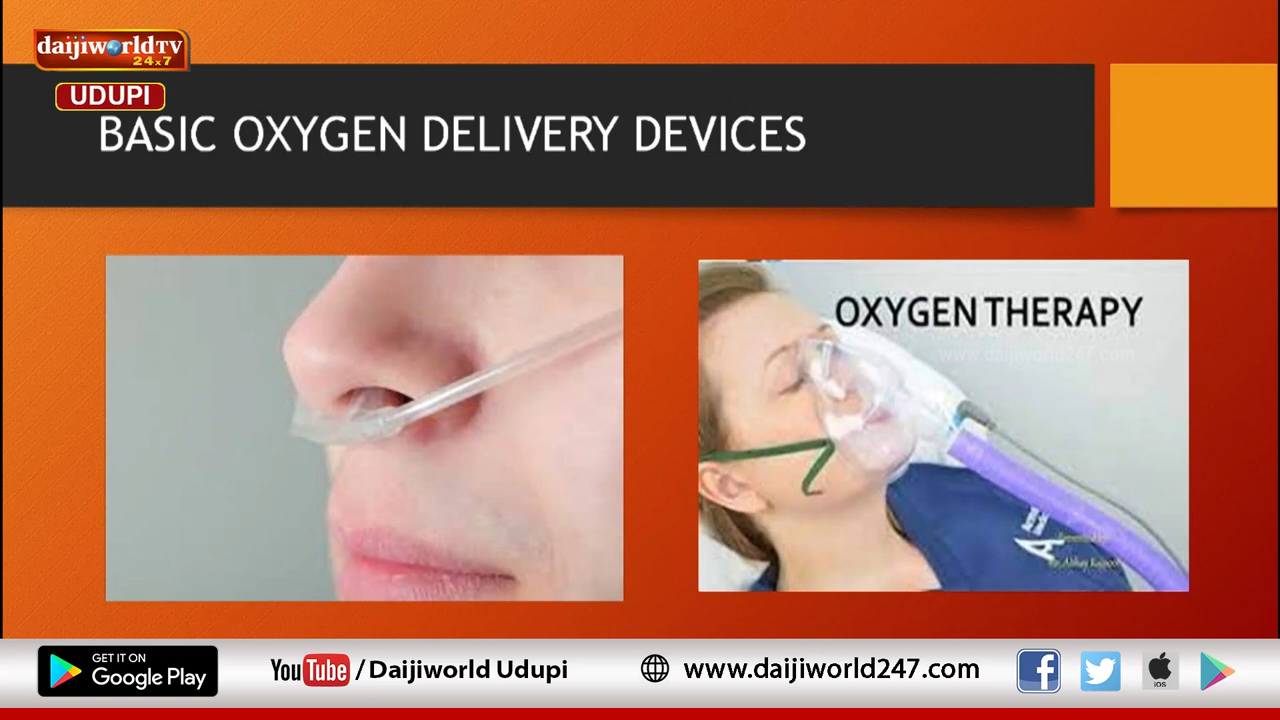 daijiworldTV
24x7
UDUPI
BASIC OXYGEN DELIVERY DEVICES
OXYGEN THERAPY
www.daijiworld247.com
GET IT ON
Google Play
YouTube / Daijiworld Udupi
www.daijiworld247.com
iOS